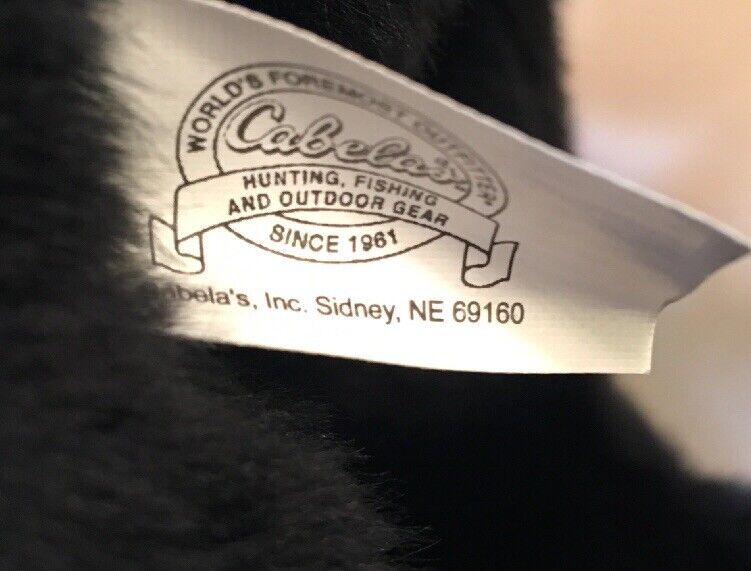 WORLD'S FOREMOST OUTFITTER
Cabela's
HUNTING, FISHING
AND OUTDOOR GEAR
SINCE 1961
abela's, Inc. Sidney, NE 69160